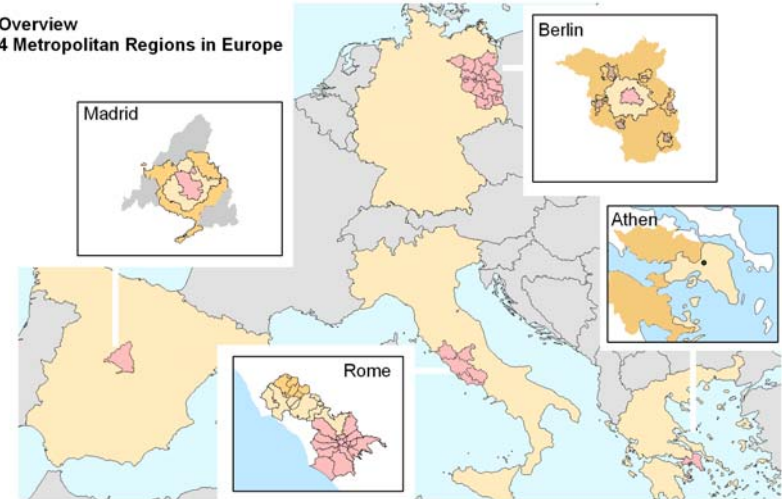 Overview
4 Metropolitan Regions in Europe
Berlin
Madrid
Athen
Rome